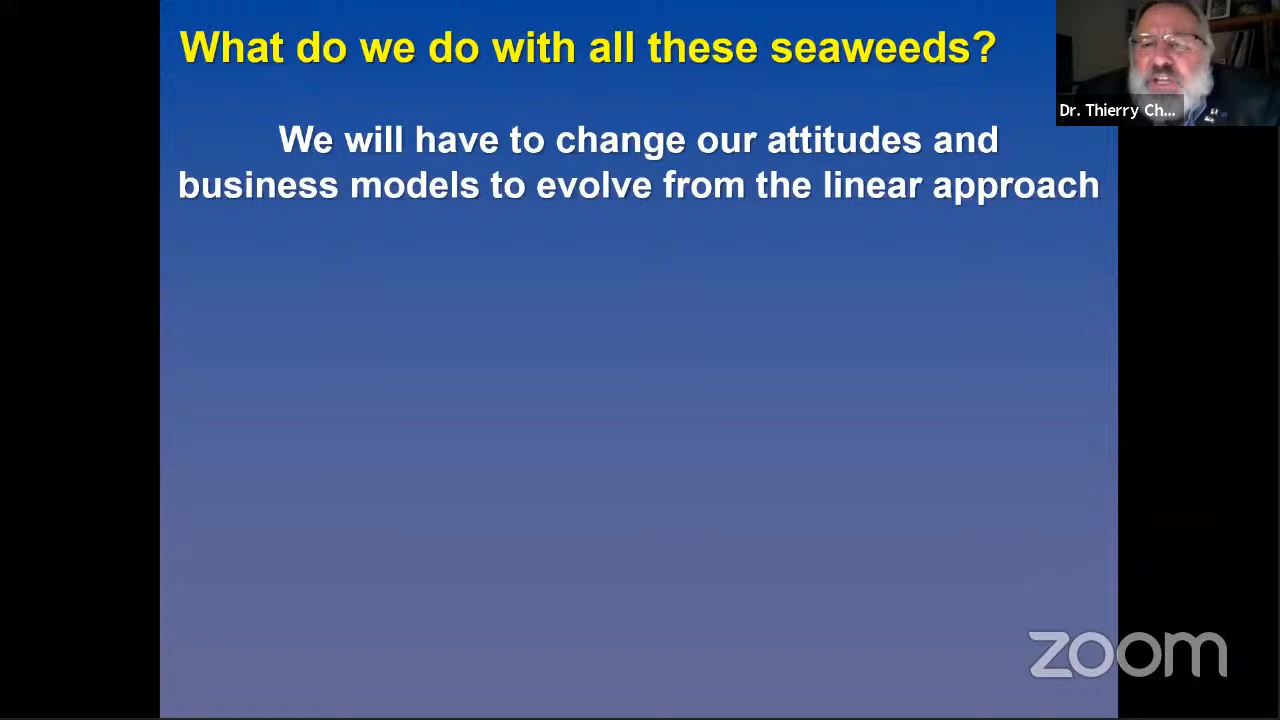 What do we do with all these seaweeds?
We will have to change our attitudes and
business models to evolve from the linear approach
Dr. Thierry Ch...
zoom